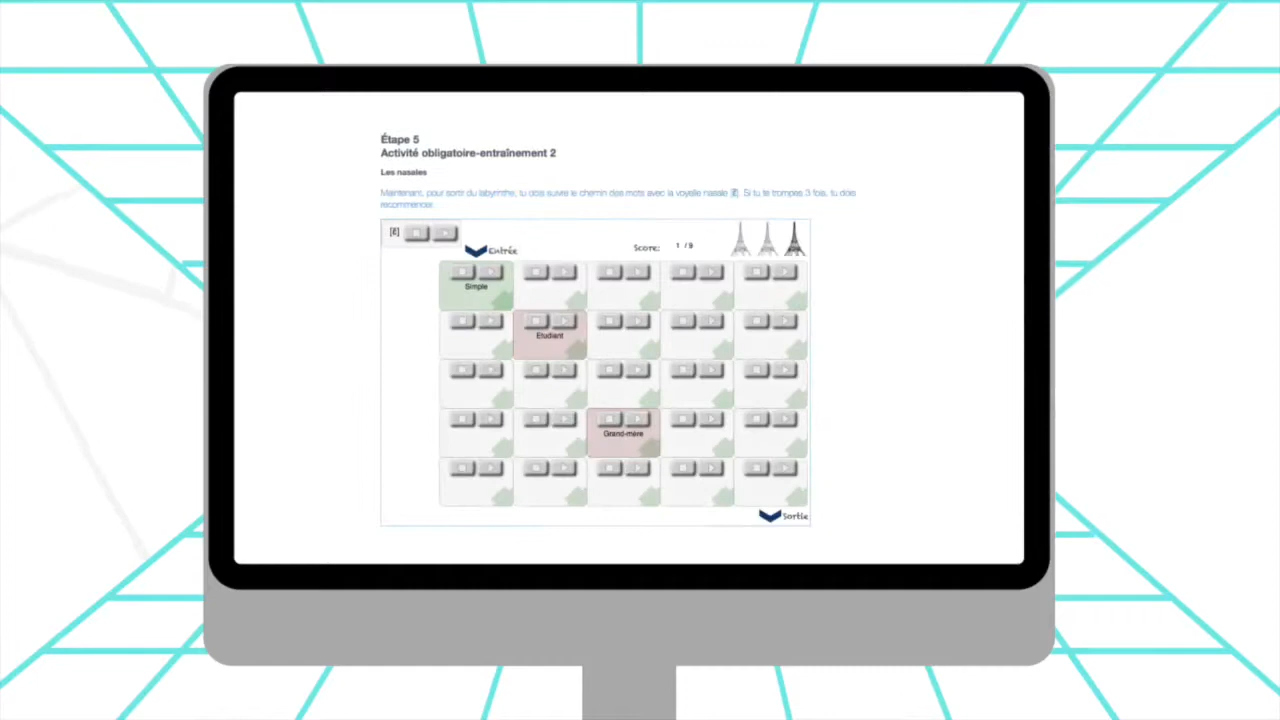 Étape 5
Activité obligatoire-entraînement 2
Les nasales
Maintenant, pour sortir du labyrinthe, tu dois suivre le chemin des mots avec la voyelle nasale [ɛ̃]. Si tu te trompes 3 fois, tu dois
recommencer.
[ɛ̃]
Entrée
Score: 1 / 9
Simple
Etudiant
Grand-mère
Sortie